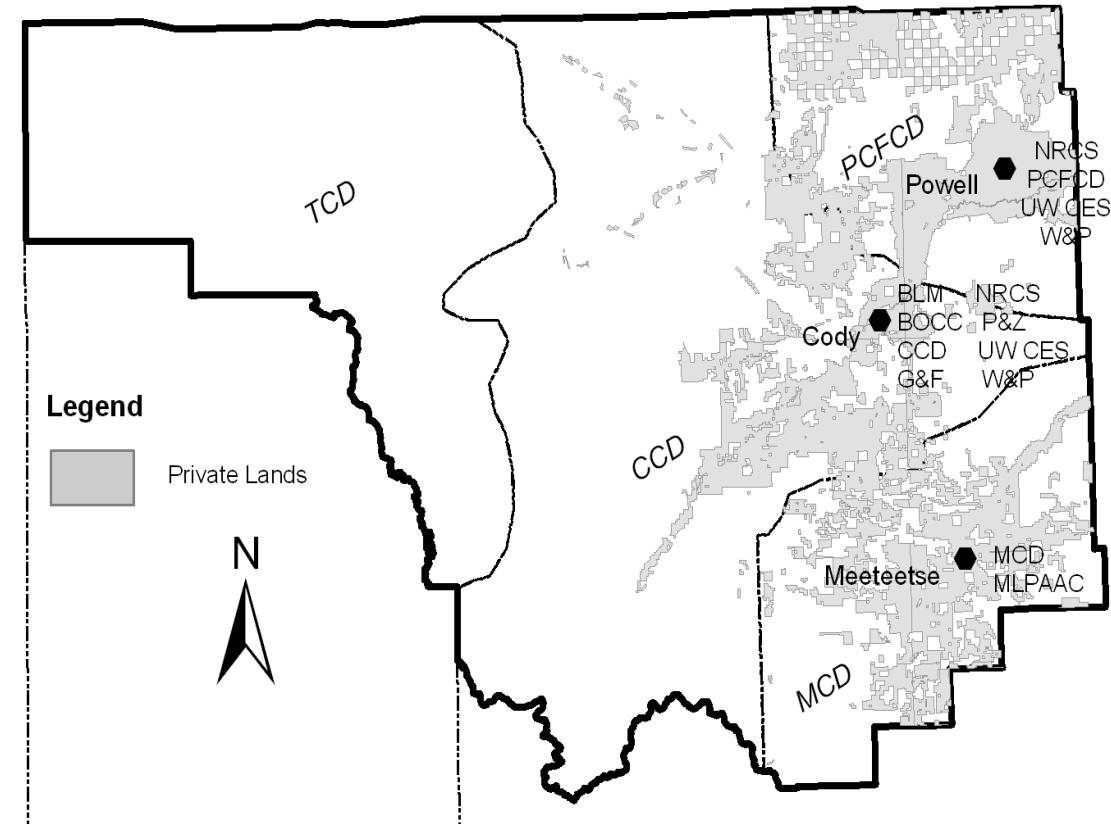 TCD
PCFCD
Powell
NRCS
PCFCD
UW CES
W&P
Cody
BLM NRCS
BOCC P&Z
CCD UW CES
G&F W&P
Legend
Private Lands
CCD
N
Meeteetse
MCD
MLPAAC
MCD